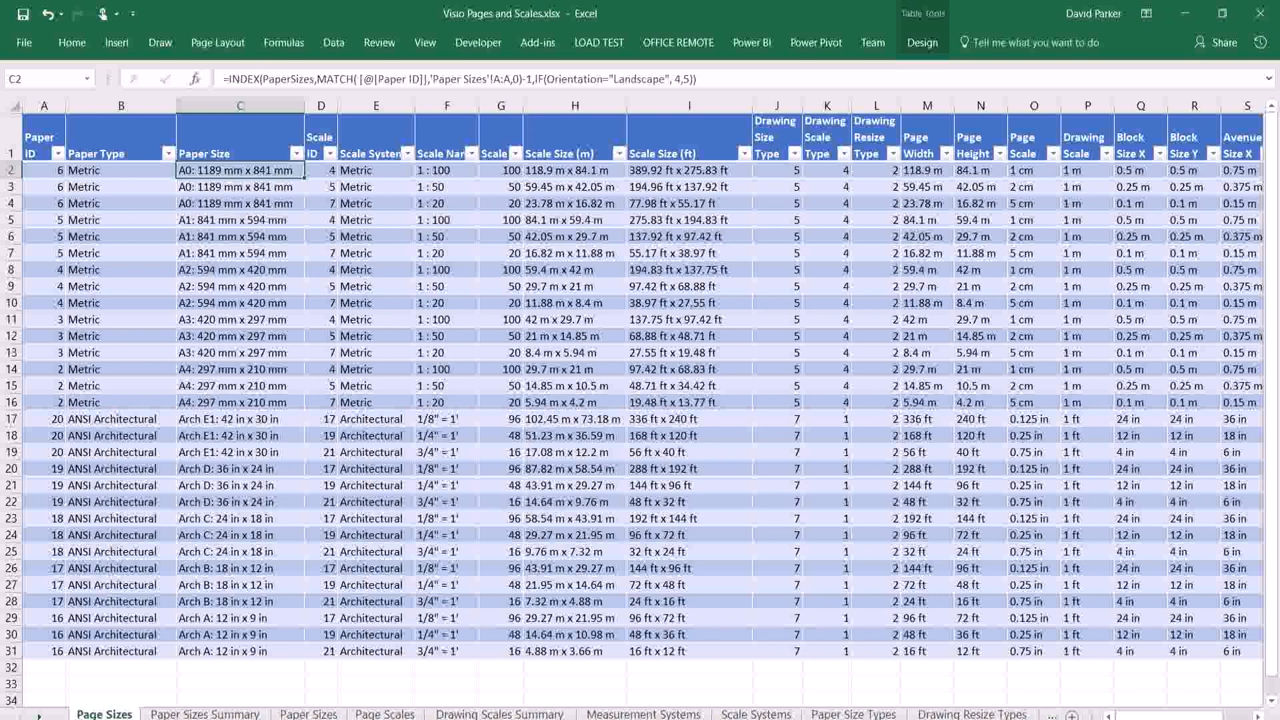 Visio Pages and Scales.xlsx - Excel Table Tools David Parker
File Home Insert Draw Page Layout Formulas Data Review View Developer Add-ins LOAD TEST OFFICE REMOTE Power BI Power Pivot Team Design Tell me what you want to do Share
C2 fx =INDEX(PaperSizes,MATCH([@[Paper ID]],'Paper Sizes'!A:A,0)-1,IF(Orientation="Landscape", 4,5))
A B C D E F G H I J K L M N O P Q R S
1 Paper ID Paper Type Paper Size Scale ID Scale System Scale Nar Scale Scale Size (m) Scale Size (ft) Drawing Size Type Drawing Scale Type Drawing Resize Type Page Width Page Height Page Scale Drawing Scale Block Size X Block Size Y Avenue Size X
2 6 Metric A0: 1189 mm x 841 mm 4 Metric 1 : 100 100 118.9 m x 84.1 m 389.92 ft x 275.83 ft 5 4 2 118.9 m 84.1 m 1 cm 1 m 0.5 m 0.5 m 0.75 m
3 6 Metric A0: 1189 mm x 841 mm 5 Metric 1 : 50 50 59.45 m x 42.05 m 194.96 ft x 137.92 ft 5 4 2 59.45 m 42.05 m 2 cm 1 m 0.25 m 0.25 m 0.375 m
4 6 Metric A0: 1189 mm x 841 mm 7 Metric 1 : 20 20 23.78 m x 16.82 m 77.98 ft x 55.17 ft 5 4 2 23.78 m 16.82 m 5 cm 1 m 0.1 m 0.1 m 0.15 m
5 5 Metric A1: 841 mm x 594 mm 4 Metric 1 : 100 100 84.1 m x 59.4 m 275.83 ft x 194.83 ft 5 4 2 84.1 m 59.4 m 1 cm 1 m 0.5 m 0.5 m 0.75 m
6 5 Metric A1: 841 mm x 594 mm 5 Metric 1 : 50 50 42.05 m x 29.7 m 137.92 ft x 97.42 ft 5 4 2 42.05 m 29.7 m 2 cm 1 m 0.25 m 0.25 m 0.375 m
7 5 Metric A1: 841 mm x 594 mm 7 Metric 1 : 20 20 16.82 m x 11.88 m 55.17 ft x 38.97 ft 5 4 2 16.82 m 11.88 m 5 cm 1 m 0.1 m 0.1 m 0.15 m
8 4 Metric A2: 594 mm x 420 mm 4 Metric 1 : 100 100 59.4 m x 42 m 194.83 ft x 137.75 ft 5 4 2 59.4 m 42 m 1 cm 1 m 0.5 m 0.5 m 0.75 m
9 4 Metric A2: 594 mm x 420 mm 5 Metric 1 : 50 50 29.7 m x 21 m 97.42 ft x 68.88 ft 5 4 2 29.7 m 21 m 2 cm 1 m 0.25 m 0.25 m 0.375 m
10 4 Metric A2: 594 mm x 420 mm 7 Metric 1 : 20 20 11.88 m x 8.4 m 38.97 ft x 27.55 ft 5 4 2 11.88 m 8.4 m 5 cm 1 m 0.1 m 0.1 m 0.15 m
11 3 Metric A3: 420 mm x 297 mm 4 Metric 1 : 100 100 42 m x 29.7 m 137.75 ft x 97.42 ft 5 4 2 42 m 29.7 m 1 cm 1 m 0.5 m 0.5 m 0.75 m
12 3 Metric A3: 420 mm x 297 mm 5 Metric 1 : 50 50 21 m x 14.85 m 68.88 ft x 48.71 ft 5 4 2 21 m 14.85 m 2 cm 1 m 0.25 m 0.25 m 0.375 m
13 3 Metric A3: 420 mm x 297 mm 7 Metric 1 : 20 20 8.4 m x 5.94 m 27.55 ft x 19.48 ft 5 4 2 8.4 m 5.94 m 5 cm 1 m 0.1 m 0.1 m 0.15 m
14 2 Metric A4: 297 mm x 210 mm 4 Metric 1 : 100 100 29.7 m x 21 m 97.42 ft x 68.83 ft 5 4 2 29.7 m 21 m 1 cm 1 m 0.5 m 0.5 m 0.75 m
15 2 Metric A4: 297 mm x 210 mm 5 Metric 1 : 50 50 14.85 m x 10.5 m 48.71 ft x 34.42 ft 5 4 2 14.85 m 10.5 m 2 cm 1 m 0.25 m 0.25 m 0.375 m
16 2 Metric A4: 297 mm x 210 mm 7 Metric 1 : 20 20 5.94 m x 4.2 m 19.48 ft x 13.77 ft 5 4 2 5.94 m 4.2 m 5 cm 1 m 0.1 m 0.1 m 0.15 m
17 20 ANSI Architectural Arch E1: 42 in x 30 in 17 Architectural 1/8" = 1' 96 102.45 m x 73.18 m 336 ft x 240 ft 7 1 2 336 ft 240 ft 0.125 in 1 ft 24 in 24 in 36 in
18 20 ANSI Architectural Arch E1: 42 in x 30 in 19 Architectural 1/4" = 1' 48 51.23 m x 36.59 m 168 ft x 120 ft 7 1 2 168 ft 120 ft 0.25 in 1 ft 12 in 12 in 18 in
19 20 ANSI Architectural Arch E1: 42 in x 30 in 21 Architectural 3/4" = 1' 16 17.08 m x 12.2 m 56 ft x 40 ft 7 1 2 56 ft 40 ft 0.75 in 1 ft 4 in 4 in 6 in
20 19 ANSI Architectural Arch D: 36 in x 24 in 17 Architectural 1/8" = 1' 96 87.82 m x 58.54 m 288 ft x 192 ft 7 1 2 288 ft 192 ft 0.125 in 1 ft 24 in 24 in 36 in
21 19 ANSI Architectural Arch D: 36 in x 24 in 19 Architectural 1/4" = 1' 48 43.91 m x 29.27 m 144 ft x 96 ft 7 1 2 144 ft 96 ft 0.25 in 1 ft 12 in 12 in 18 in
22 19 ANSI Architectural Arch D: 36 in x 24 in 21 Architectural 3/4" = 1' 16 14.64 m x 9.76 m 48 ft x 32 ft 7 1 2 48 ft 32 ft 0.75 in 1 ft 4 in 4 in 6 in
23 18 ANSI Architectural Arch C: 24 in x 18 in 17 Architectural 1/8" = 1' 96 58.54 m x 43.91 m 192 ft x 144 ft 7 1 2 192 ft 144 ft 0.125 in 1 ft 24 in 24 in 36 in
24 18 ANSI Architectural Arch C: 24 in x 18 in 19 Architectural 1/4" = 1' 48 29.27 m x 21.95 m 96 ft x 72 ft 7 1 2 96 ft 72 ft 0.25 in 1 ft 12 in 12 in 18 in
25 18 ANSI Architectural Arch C: 24 in x 18 in 21 Architectural 3/4" = 1' 16 9.76 m x 7.32 m 32 ft x 24 ft 7 1 2 32 ft 24 ft 0.75 in 1 ft 4 in 4 in 6 in
26 17 ANSI Architectural Arch B: 18 in x 12 in 17 Architectural 1/8" = 1' 96 43.91 m x 29.27 m 144 ft x 96 ft 7 1 2 144 ft 96 ft 0.125 in 1 ft 24 in 24 in 36 in
27 17 ANSI Architectural Arch B: 18 in x 12 in 19 Architectural 1/4" = 1' 48 21.95 m x 14.64 m 72 ft x 48 ft 7 1 2 72 ft 48 ft 0.25 in 1 ft 12 in 12 in 18 in
28 17 ANSI Architectural Arch B: 18 in x 12 in 21 Architectural 3/4" = 1' 16 7.32 m x 4.88 m 24 ft x 16 ft 7 1 2 24 ft 16 ft 0.75 in 1 ft 4 in 4 in 6 in
29 16 ANSI Architectural Arch A: 12 in x 9 in 17 Architectural 1/8" = 1' 96 29.27 m x 21.95 m 96 ft x 72 ft 7 1 2 96 ft 72 ft 0.125 in 1 ft 24 in 24 in 36 in
30 16 ANSI Architectural Arch A: 12 in x 9 in 19 Architectural 1/4" = 1' 48 14.64 m x 10.98 m 48 ft x 36 ft 7 1 2 48 ft 36 ft 0.25 in 1 ft 12 in 12 in 18 in
31 16 ANSI Architectural Arch A: 12 in x 9 in 21 Architectural 3/4" = 1' 16 4.88 m x 3.66 m 16 ft x 12 ft 7 1 2 16 ft 12 ft 0.75 in 1 ft 4 in 4 in 6 in
32
33
34
Page Sizes Paper Sizes Summary Paper Sizes Page Scales Drawing Scales Summary Measurement Systems Scale Systems Paper Size Types Drawing Resize Types ...